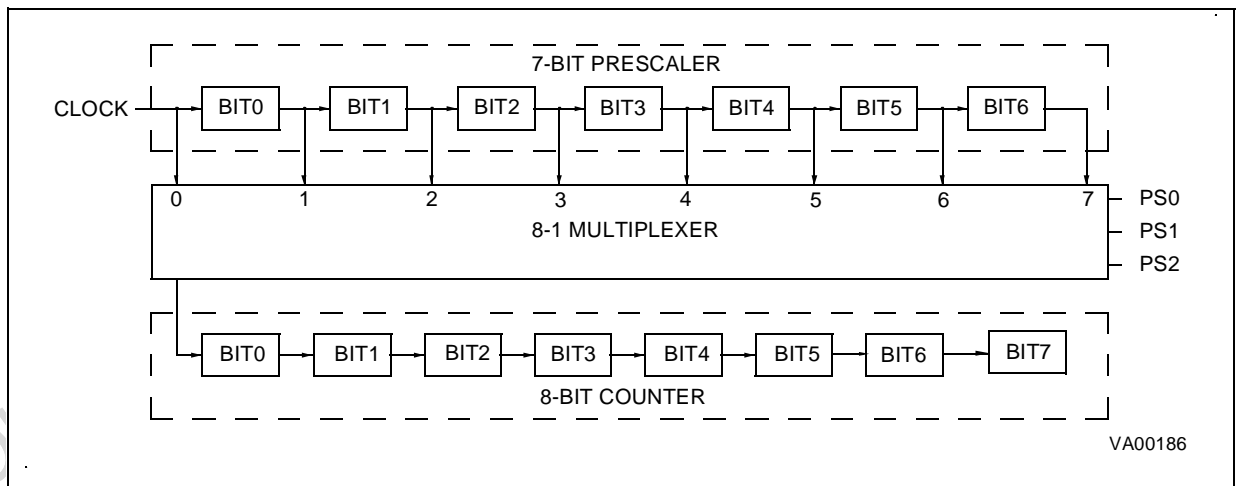 7-BIT PRESCALER
CLOCK BIT0 BIT1 BIT2 BIT3 BIT4 BIT5 BIT6
0 1 2 3 4 5 6 7 PS0
8-1 MULTIPLEXER PS1
PS2
BIT0 BIT1 BIT2 BIT3 BIT4 BIT5 BIT6 BIT7
8-BIT COUNTER
VA00186